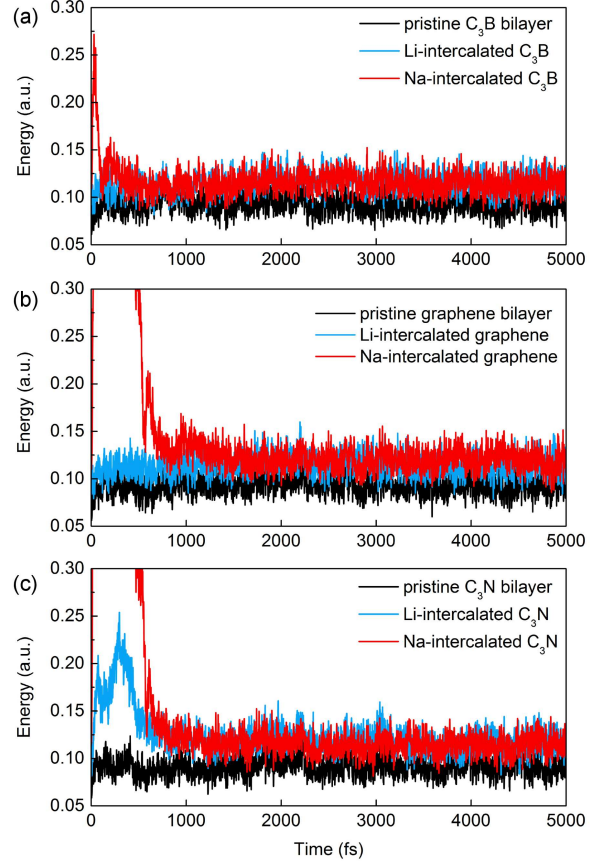 (a)
0.30
0.25
0.20
0.15
0.10
0.05
Energy (a.u.)
pristine C₃B bilayer
Li-intercalated C₃B
Na-intercalated C₃B
0 1000 2000 3000 4000 5000
(b)
0.30
0.25
0.20
0.15
0.10
0.05
Energy (a.u.)
pristine graphene bilayer
Li-intercalated graphene
Na-intercalated graphene
0 1000 2000 3000 4000 5000
(c)
0.30
0.25
0.20
0.15
0.10
0.05
Energy (a.u.)
pristine C₃N bilayer
Li-intercalated C₃N
Na-intercalated C₃N
0 1000 2000 3000 4000 5000
Time (fs)